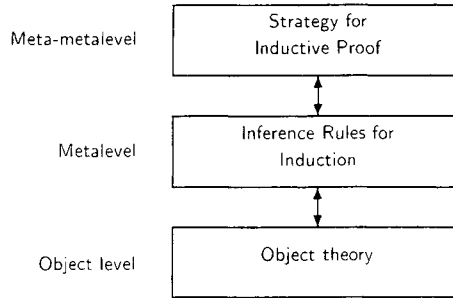 Meta-metalevel
Strategy for
Inductive Proof
Metalevel
Inference Rules for
Induction
Object level
Object theory